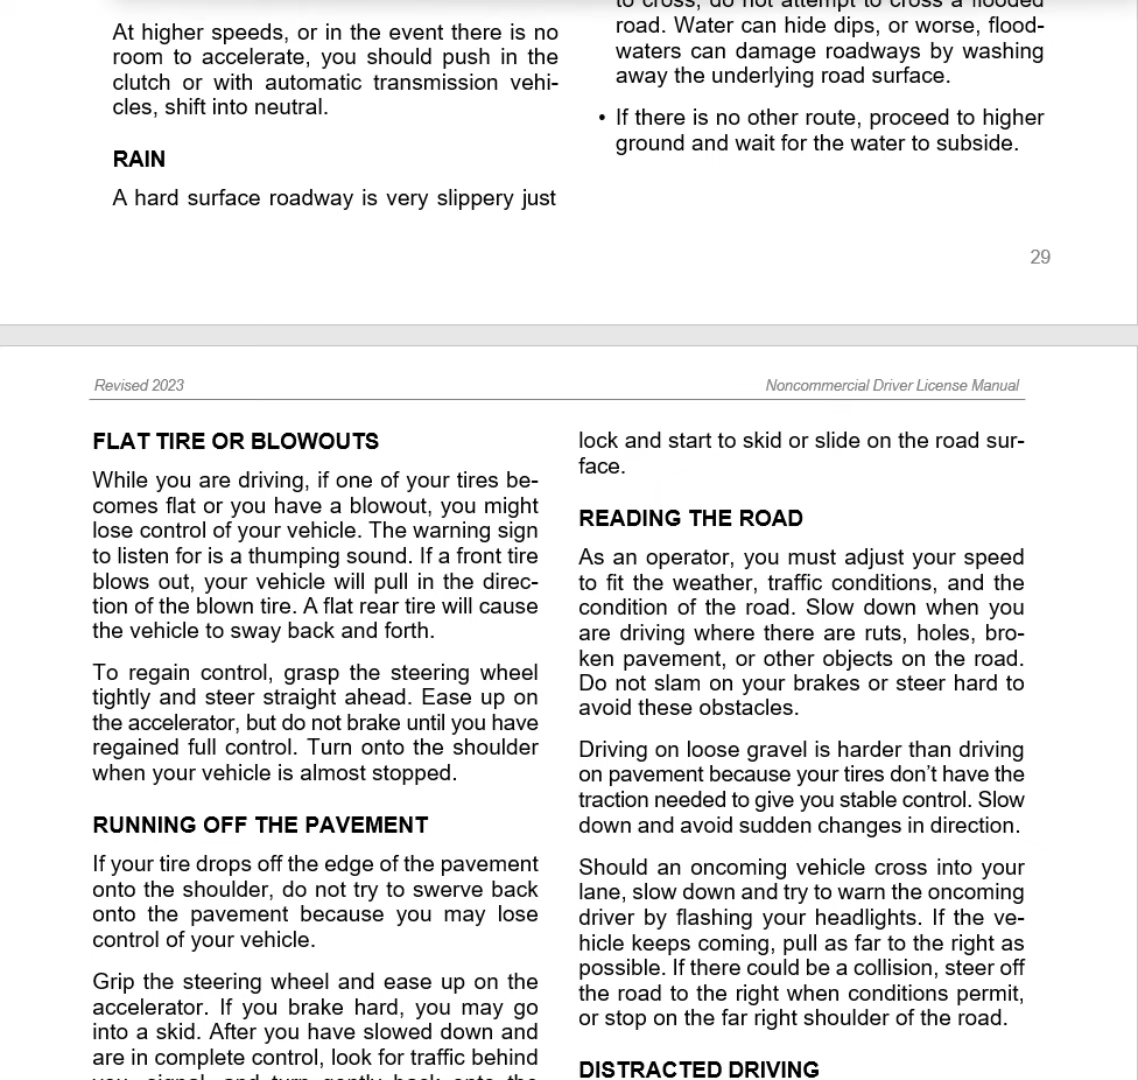 At higher speeds, or in the event there is no
room to accelerate, you should push in the
clutch or with automatic transmission vehi-
cles, shift into neutral.
RAIN
A hard surface roadway is very slippery just
to cross, do not attempt to cross a flooded
road. Water can hide dips, or worse, flood-
waters can damage roadways by washing
away the underlying road surface.
• If there is no other route, proceed to higher
ground and wait for the water to subside.
29
Revised 2023
Noncommercial Driver License Manual
FLAT TIRE OR BLOWOUTS
While you are driving, if one of your tires be-
comes flat or you have a blowout, you might
lose control of your vehicle. The warning sign
to listen for is a thumping sound. If a front tire
blows out, your vehicle will pull in the direc-
tion of the blown tire. A flat rear tire will cause
the vehicle to sway back and forth.
To regain control, grasp the steering wheel
tightly and steer straight ahead. Ease up on
the accelerator, but do not brake until you have
regained full control. Turn onto the shoulder
when your vehicle is almost stopped.
RUNNING OFF THE PAVEMENT
If your tire drops off the edge of the pavement
onto the shoulder, do not try to swerve back
onto the pavement because you may lose
control of your vehicle.
Grip the steering wheel and ease up on the
accelerator. If you brake hard, you may go
into a skid. After you have slowed down and
are in complete control, look for traffic behind
you, signal, and turn gently back onto the
lock and start to skid or slide on the road sur-
face.
READING THE ROAD
As an operator, you must adjust your speed
to fit the weather, traffic conditions, and the
condition of the road. Slow down when you
are driving where there are ruts, holes, bro-
ken pavement, or other objects on the road.
Do not slam on your brakes or steer hard to
avoid these obstacles.
Driving on loose gravel is harder than driving
on pavement because your tires don't have the
traction needed to give you stable control. Slow
down and avoid sudden changes in direction.
Should an oncoming vehicle cross into your
lane, slow down and try to warn the oncoming
driver by flashing your headlights. If the ve-
hicle keeps coming, pull as far to the right as
possible. If there could be a collision, steer off
the road to the right when conditions permit,
or stop on the far right shoulder of the road.
DISTRACTED DRIVING